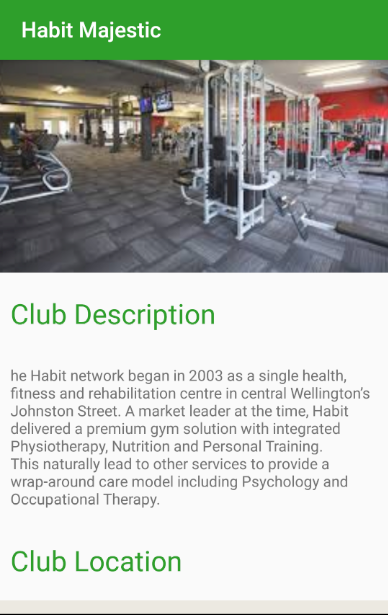 Habit Majestic
Club Description
he Habit network began in 2003 as a single health,
fitness and rehabilitation centre in central Wellington's
Johnston Street. A market leader at the time, Habit
delivered a premium gym solution with integrated
Physiotherapy, Nutrition and Personal Training.
This naturally lead to other services to provide a
wrap-around care model including Psychology and
Occupational Therapy.
Club Location